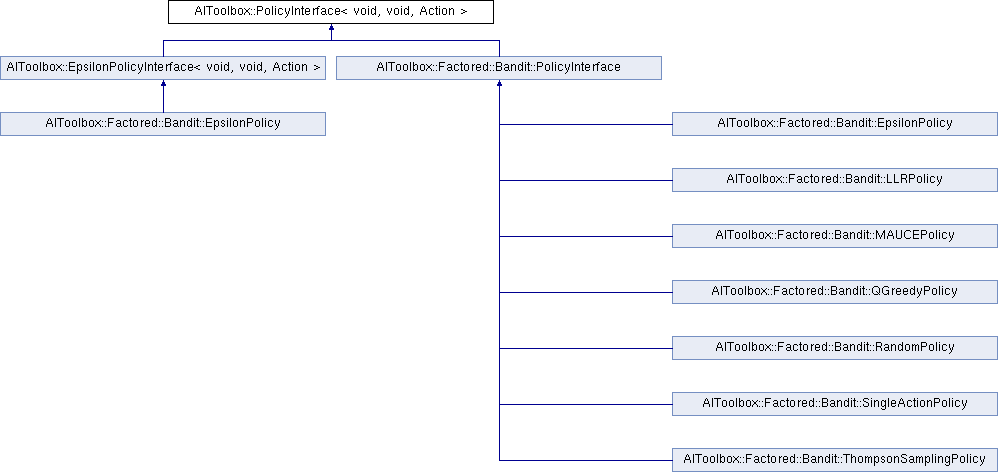 AIToolbox::PolicyInterface< void, void, Action >
AIToolbox::EpsilonPolicyInterface< void, void, Action >
AIToolbox::Factored::Bandit::PolicyInterface
AIToolbox::Factored::Bandit::EpsilonPolicy
AIToolbox::Factored::Bandit::EpsilonPolicy
AIToolbox::Factored::Bandit::LLRPolicy
AIToolbox::Factored::Bandit::MAUCEPolicy
AIToolbox::Factored::Bandit::QGreedyPolicy
AIToolbox::Factored::Bandit::RandomPolicy
AIToolbox::Factored::Bandit::SingleActionPolicy
AIToolbox::Factored::Bandit::ThompsonSamplingPolicy